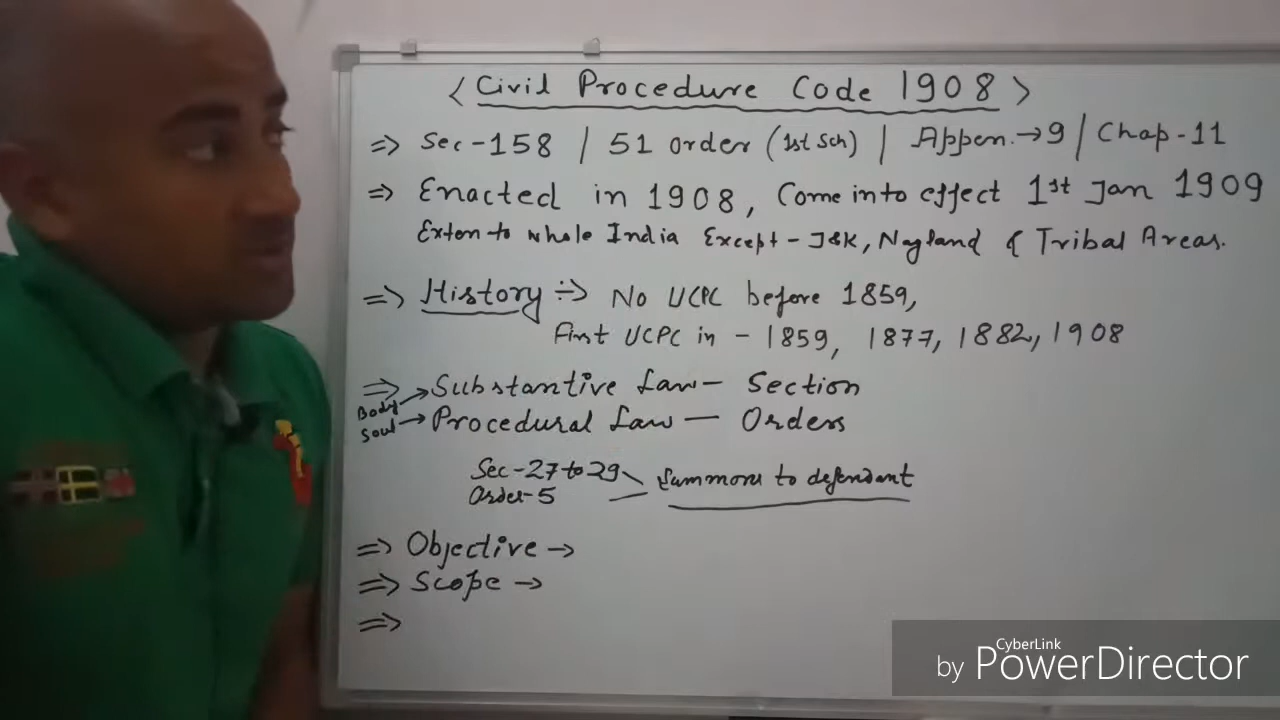 < Civil Procedure Code 1908 >
⇒ Sec - 158 / 51 order (1st Sch) | Appen. → 9 / Chap - 11
⇒ Enacted in 1908, Come into effect 1st Jan 1909
Exten to whole India Except - J&K, Nagland & Tribal Areas.
⇒ History ÷> No UCPC before 1859,
First UCPC in - 1859, 1877, 1882, 1908
⇒ Substantive Law - Section
Body
Soul → Procedural Law — Orders
Sec - 27 to 29
Order - 5
Summons to defendant
⇒ Objective →
⇒ Scope →
⇒
CyberLink
by PowerDirector